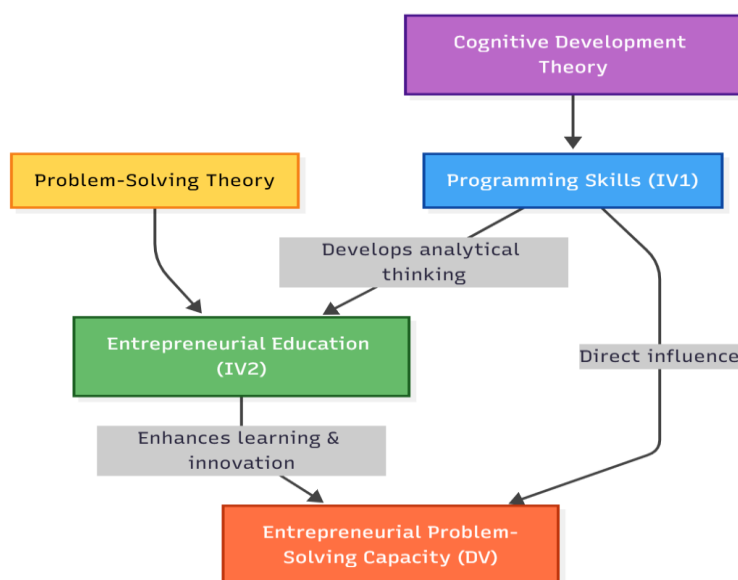 Cognitive Development
Theory
Problem-Solving Theory
Programming Skills (IV1)
Develops analytical
thinking
Entrepreneurial Education
(IV2)
Direct influence
Enhances learning &
innovation
Entrepreneurial Problem-
Solving Capacity (DV)